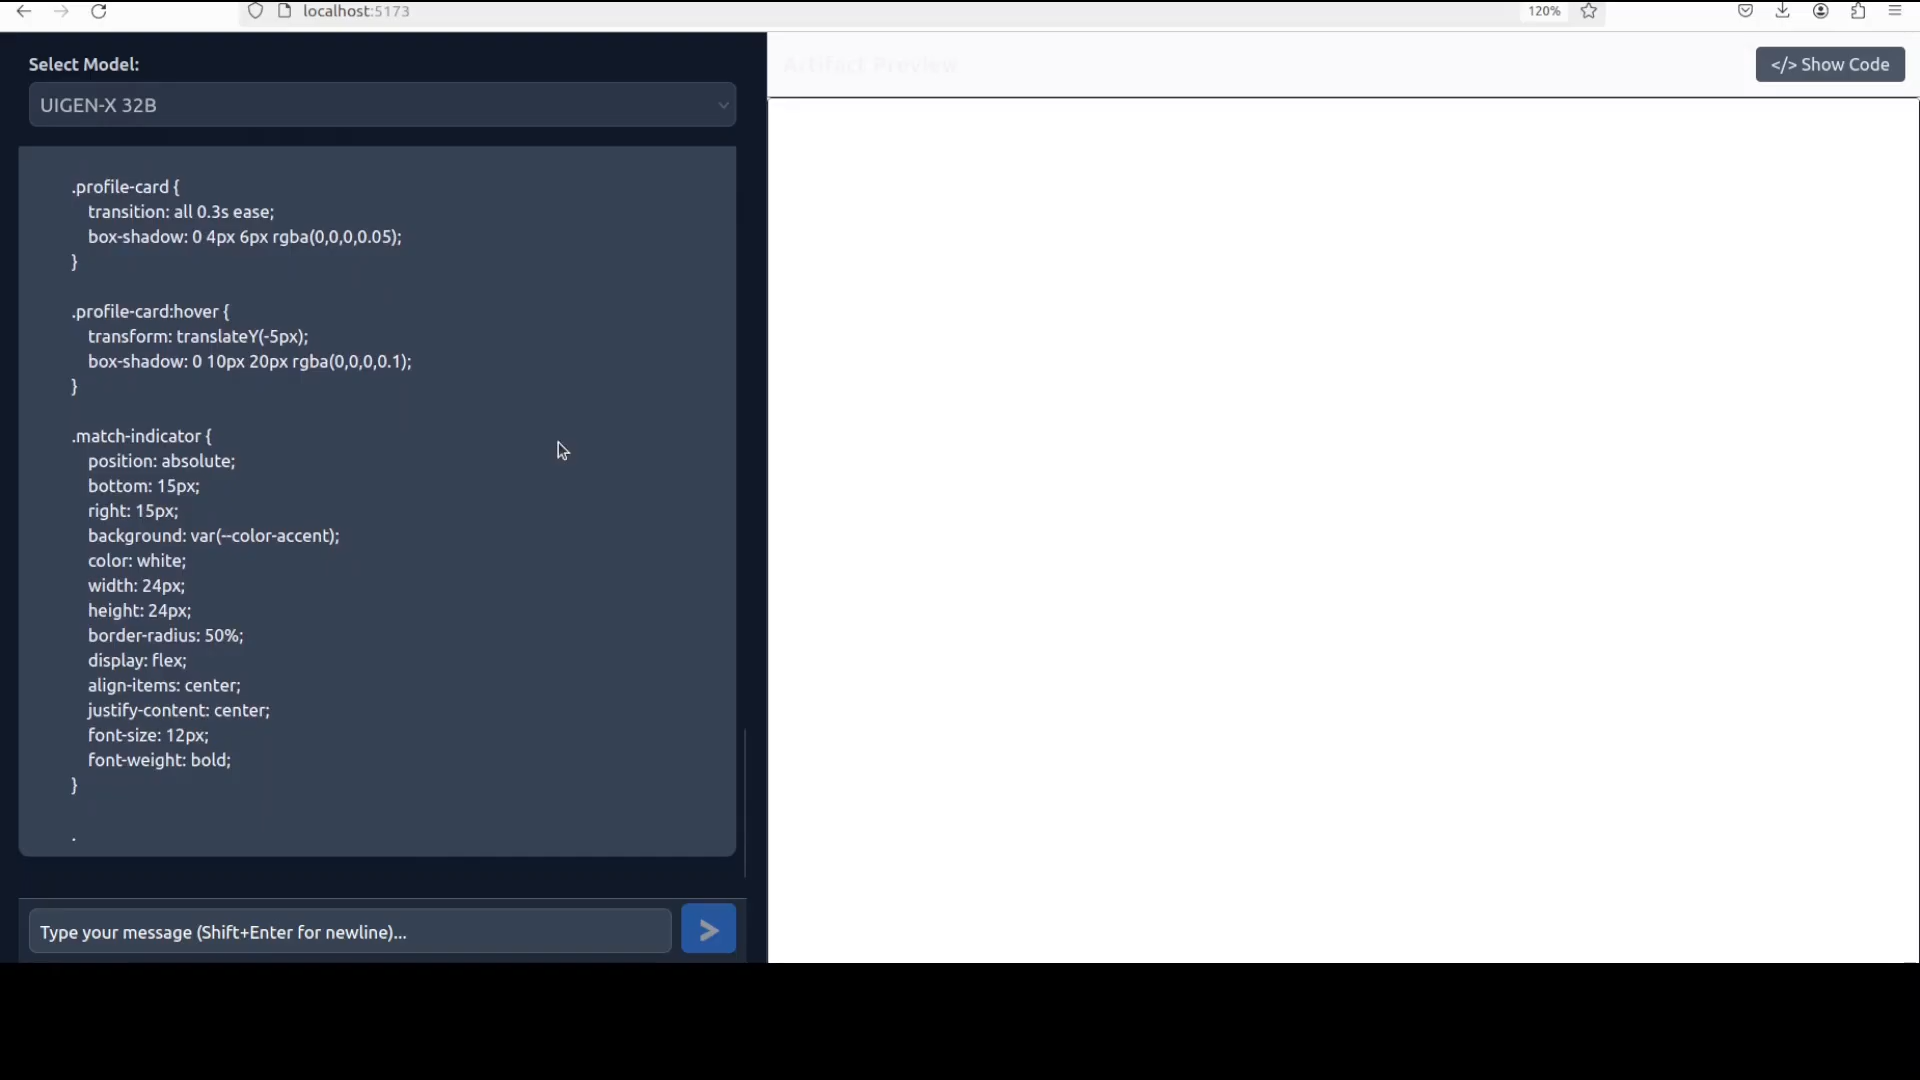 localhost:5173
120%
Select Model:
UIGEN-X 32B
Artifact Preview
</> Show Code
.profile-card {
transition: all 0.3s ease;
box-shadow: 0 4px 6px rgba(0,0,0,0.05);
}
.profile-card:hover {
transform: translateY(-5px);
box-shadow: 0 10px 20px rgba(0,0,0,0.1);
}
.match-indicator {
position: absolute;
bottom: 15px;
right: 15px;
background: var(--color-accent);
color: white;
width: 24px;
height: 24px;
border-radius: 50%;
display: flex;
align-items: center;
justify-content: center;
font-size: 12px;
font-weight: bold;
}
.
Type your message (Shift+Enter for newline)...